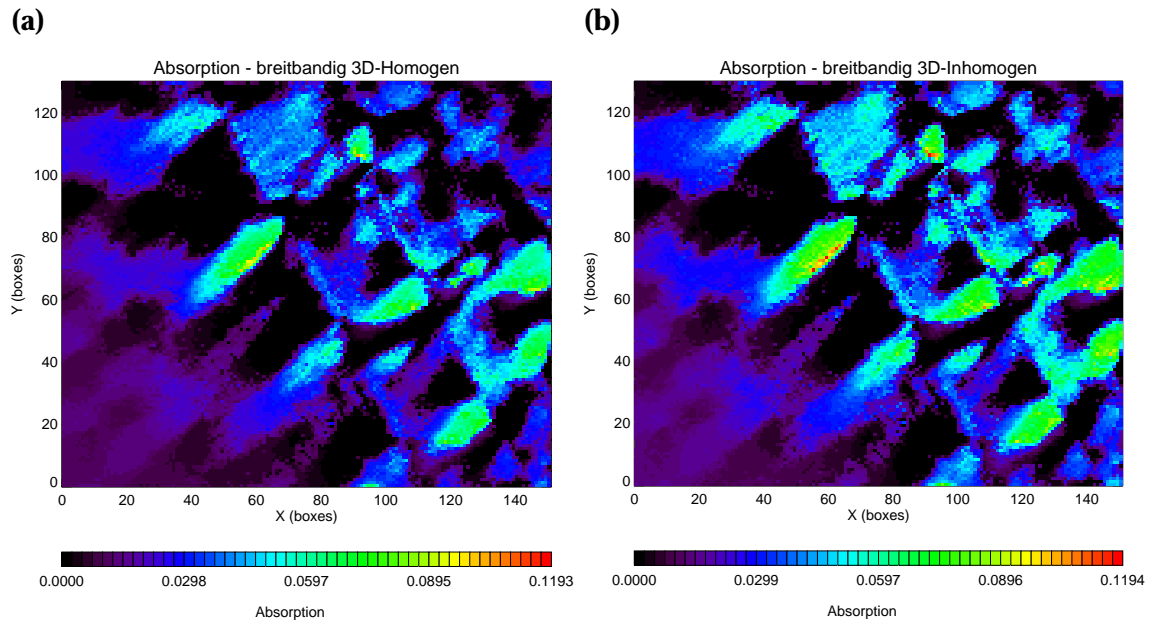 (a)
Absorption - breitbandig 3D-Homogen
120
100
80
60
40
20
0
Y (boxes)
0 20 40 60 80 100 120 140
X (boxes)
0.0000 0.0298 0.0597 0.0895 0.1193
Absorption
(b)
Absorption - breitbandig 3D-Inhomogen
120
100
80
60
40
20
0
Y (boxes)
0 20 40 60 80 100 120 140
X (boxes)
0.0000 0.0299 0.0597 0.0896 0.1194
Absorption